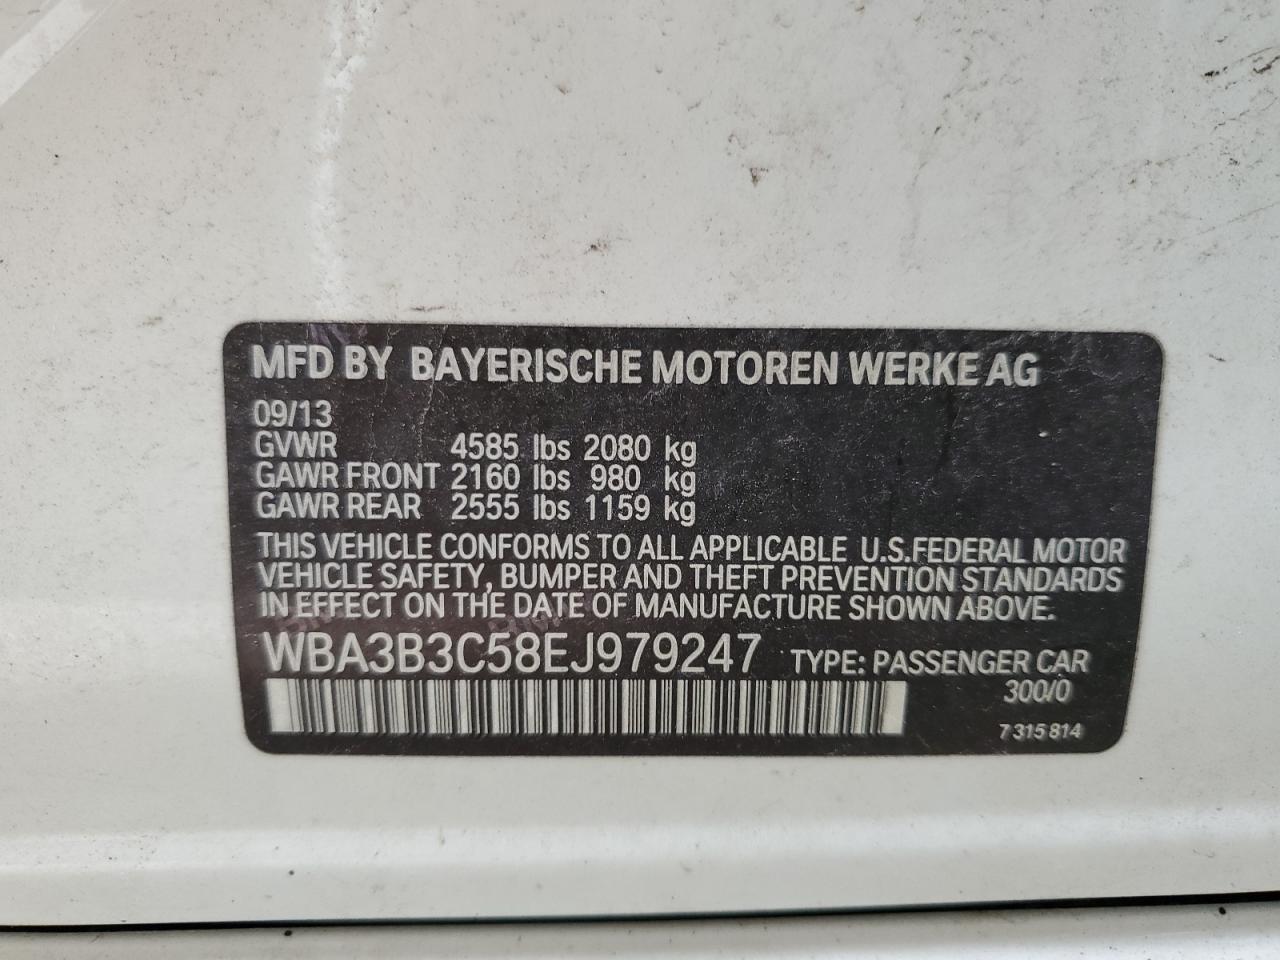 MFD BY BAYERISCHE MOTOREN WERKE AG
09/13
GVWR 4585 lbs 2080 kg
GAWR FRONT 2160 lbs 980 kg
GAWR REAR 2555 lbs 1159 kg
THIS VEHICLE CONFORMS TO ALL APPLICABLE U.S.FEDERAL MOTOR
VEHICLE SAFETY, BUMPER AND THEFT PREVENTION STANDARDS
IN EFFECT ON THE DATE OF MANUFACTURE SHOWN ABOVE.
WBA3B3C58EJ979247 TYPE: PASSENGER CAR
300/0
7 315 814